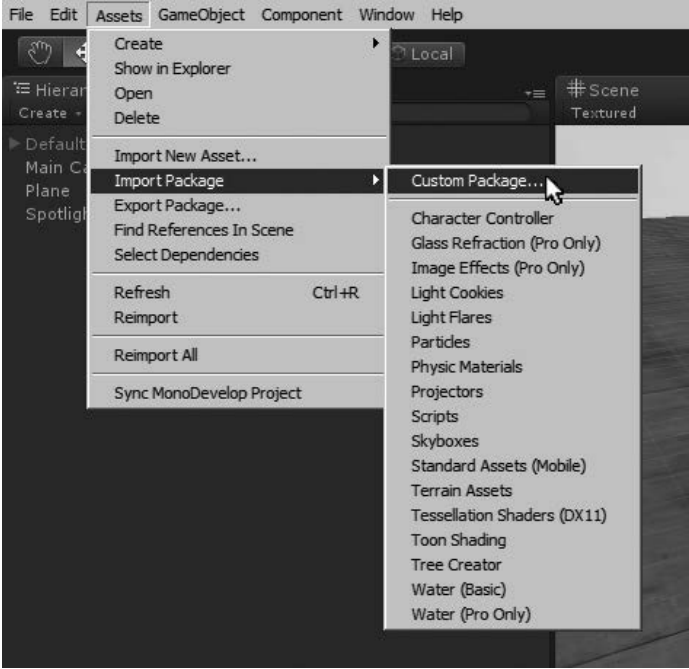 File Edit Assets GameObject Component Window Help
Local
Hierar
Scene
Create
Textured
Default
Main Ca
Plane
Spotligh
Create
Show in Explorer
Open
Delete
Import New Asset...
Import Package
Export Package...
Find References In Scene
Select Dependencies
Refresh Ctrl+R
Reimport
Reimport All
Sync MonoDevelop Project
Custom Package...
Character Controller
Glass Refraction (Pro Only)
Image Effects (Pro Only)
Light Cookies
Light Flares
Particles
Physic Materials
Projectors
Scripts
Skyboxes
Standard Assets (Mobile)
Terrain Assets
Tessellation Shaders (DX11)
Toon Shading
Tree Creator
Water (Basic)
Water (Pro Only)